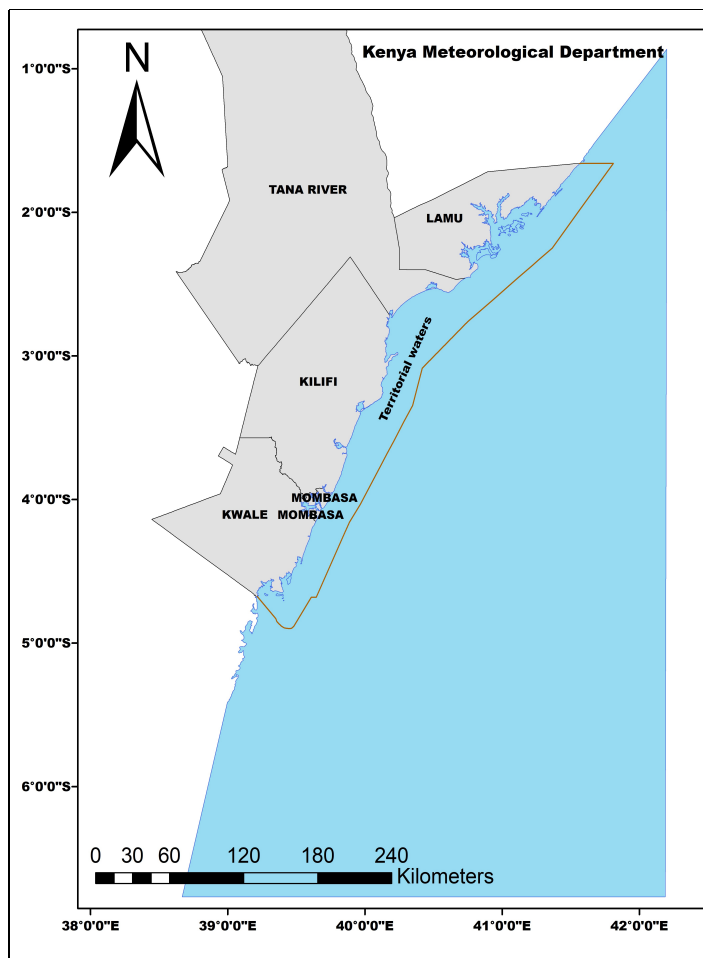 Kenya Meteorological Department
N
1°0'0"S
2°0'0"S
3°0'0"S
4°0'0"S
5°0'0"S
6°0'0"S
TANA RIVER
LAMU
Territorial waters
KILIFI
MOMBASA
KWALE
MOMBASA
0 30 60 120 180 240
Kilometers
38°0'0"E 39°0'0"E 40°0'0"E 41°0'0"E 42°0'0"E